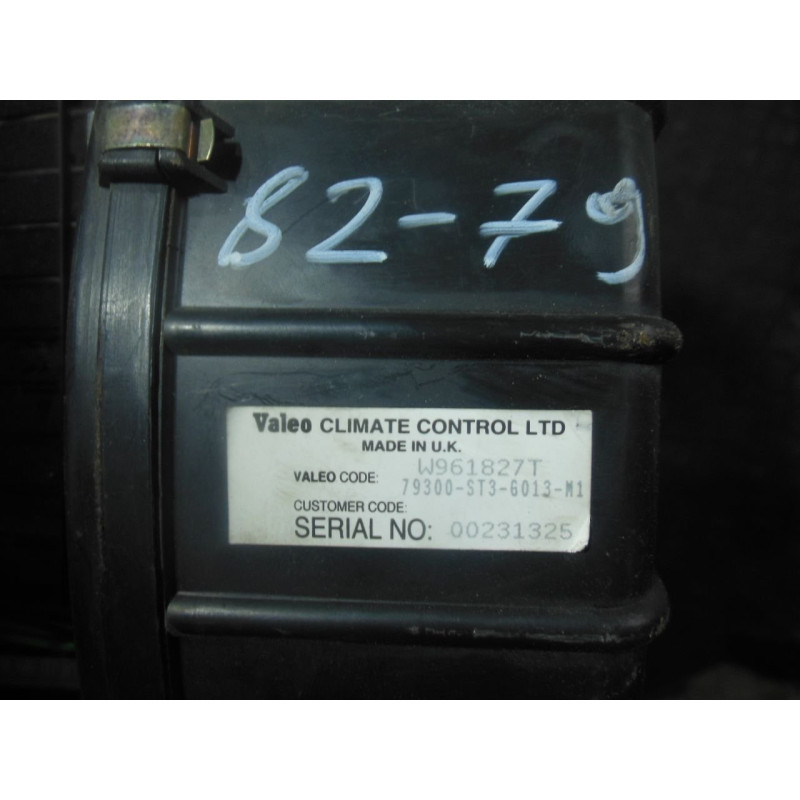 82-79
Valeo CLIMATE CONTROL LTD
MADE IN U.K.
VALEO CODE: W961827T
79300-ST3-G013-M1
CUSTOMER CODE:
SERIAL NO: 00231325